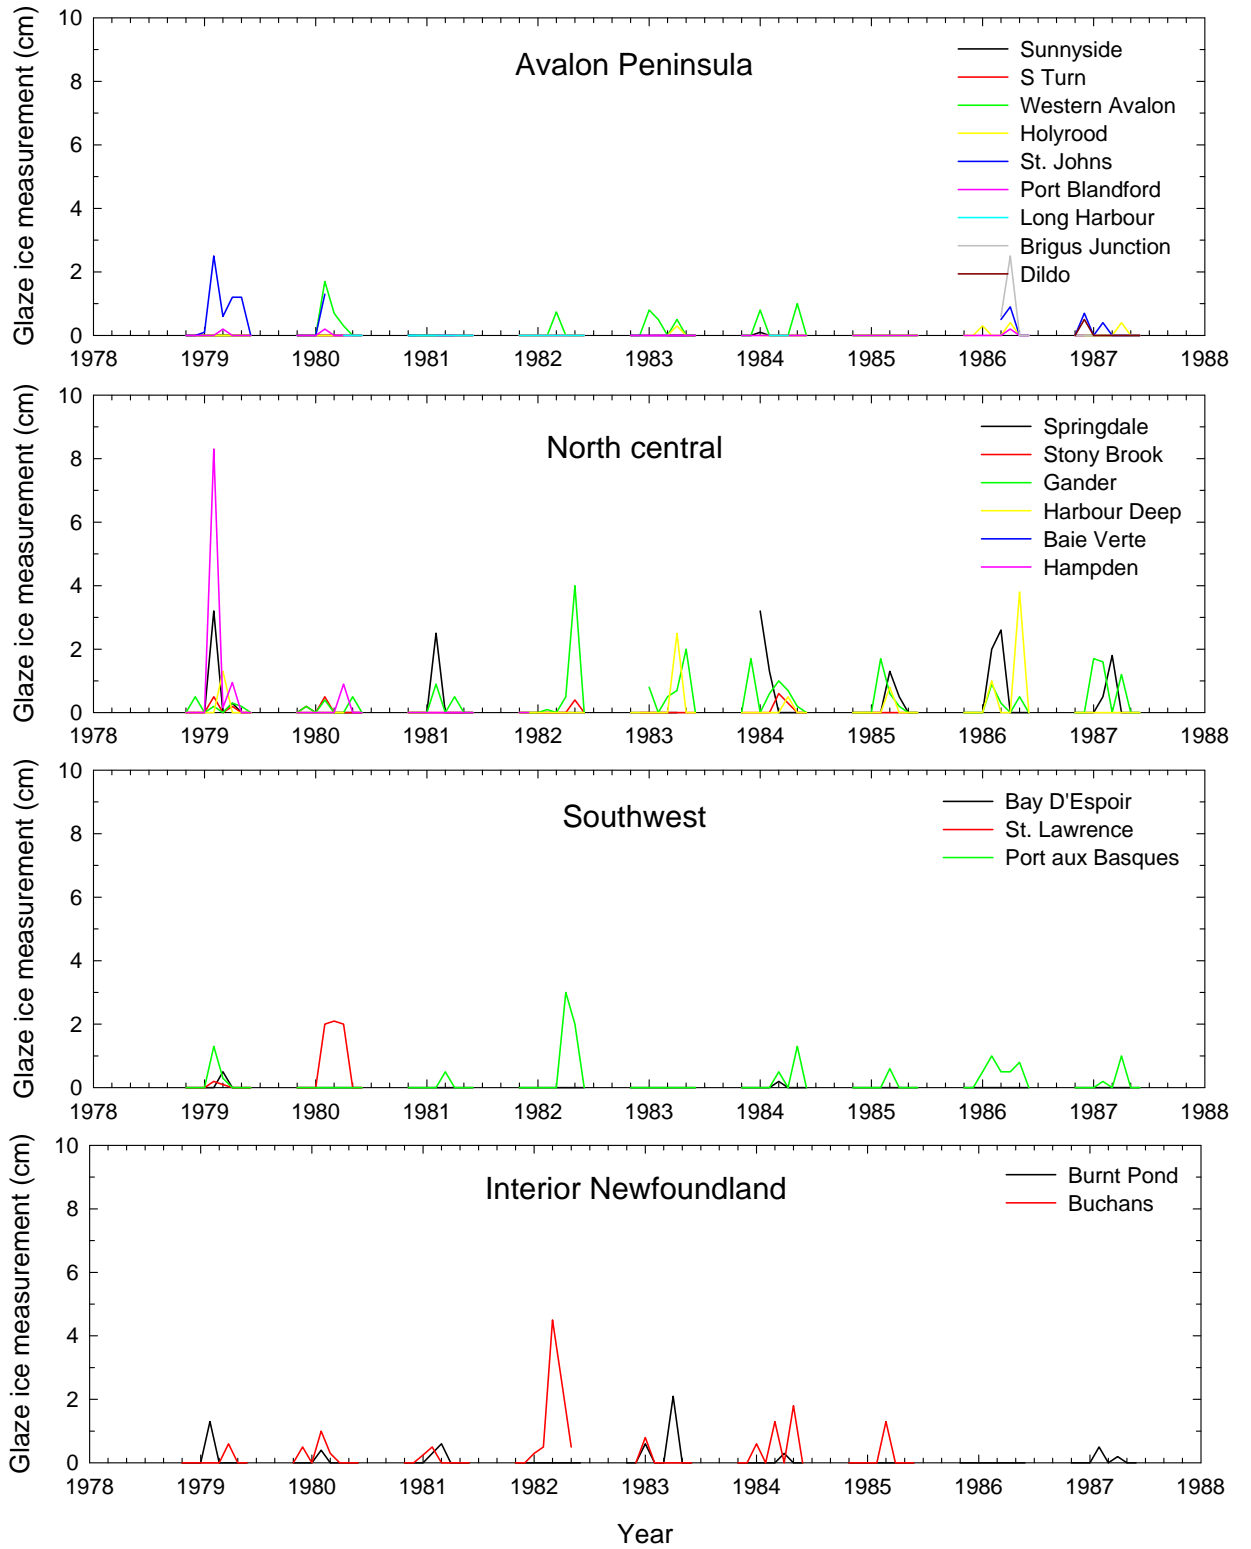 Glaze ice measurement (cm)
10
8
6
4
2
0
Avalon Peninsula
Sunnyside
S Turn
Western Avalon
Holyrood
St. Johns
Port Blandford
Long Harbour
Brigus Junction
Dildo
1978 1979 1980 1981 1982 1983 1984 1985 1986 1987 1988
Glaze ice measurement (cm)
10
8
6
4
2
0
North central
Springdale
Stony Brook
Gander
Harbour Deep
Baie Verte
Hampden
1978 1979 1980 1981 1982 1983 1984 1985 1986 1987 1988
Glaze ice measurement (cm)
10
8
6
4
2
0
Southwest
Bay D'Espoir
St. Lawrence
Port aux Basques
1978 1979 1980 1981 1982 1983 1984 1985 1986 1987 1988
Glaze ice measurement (cm)
10
8
6
4
2
0
Interior Newfoundland
Burnt Pond
Buchans
1978 1979 1980 1981 1982 1983 1984 1985 1986 1987 1988
Year